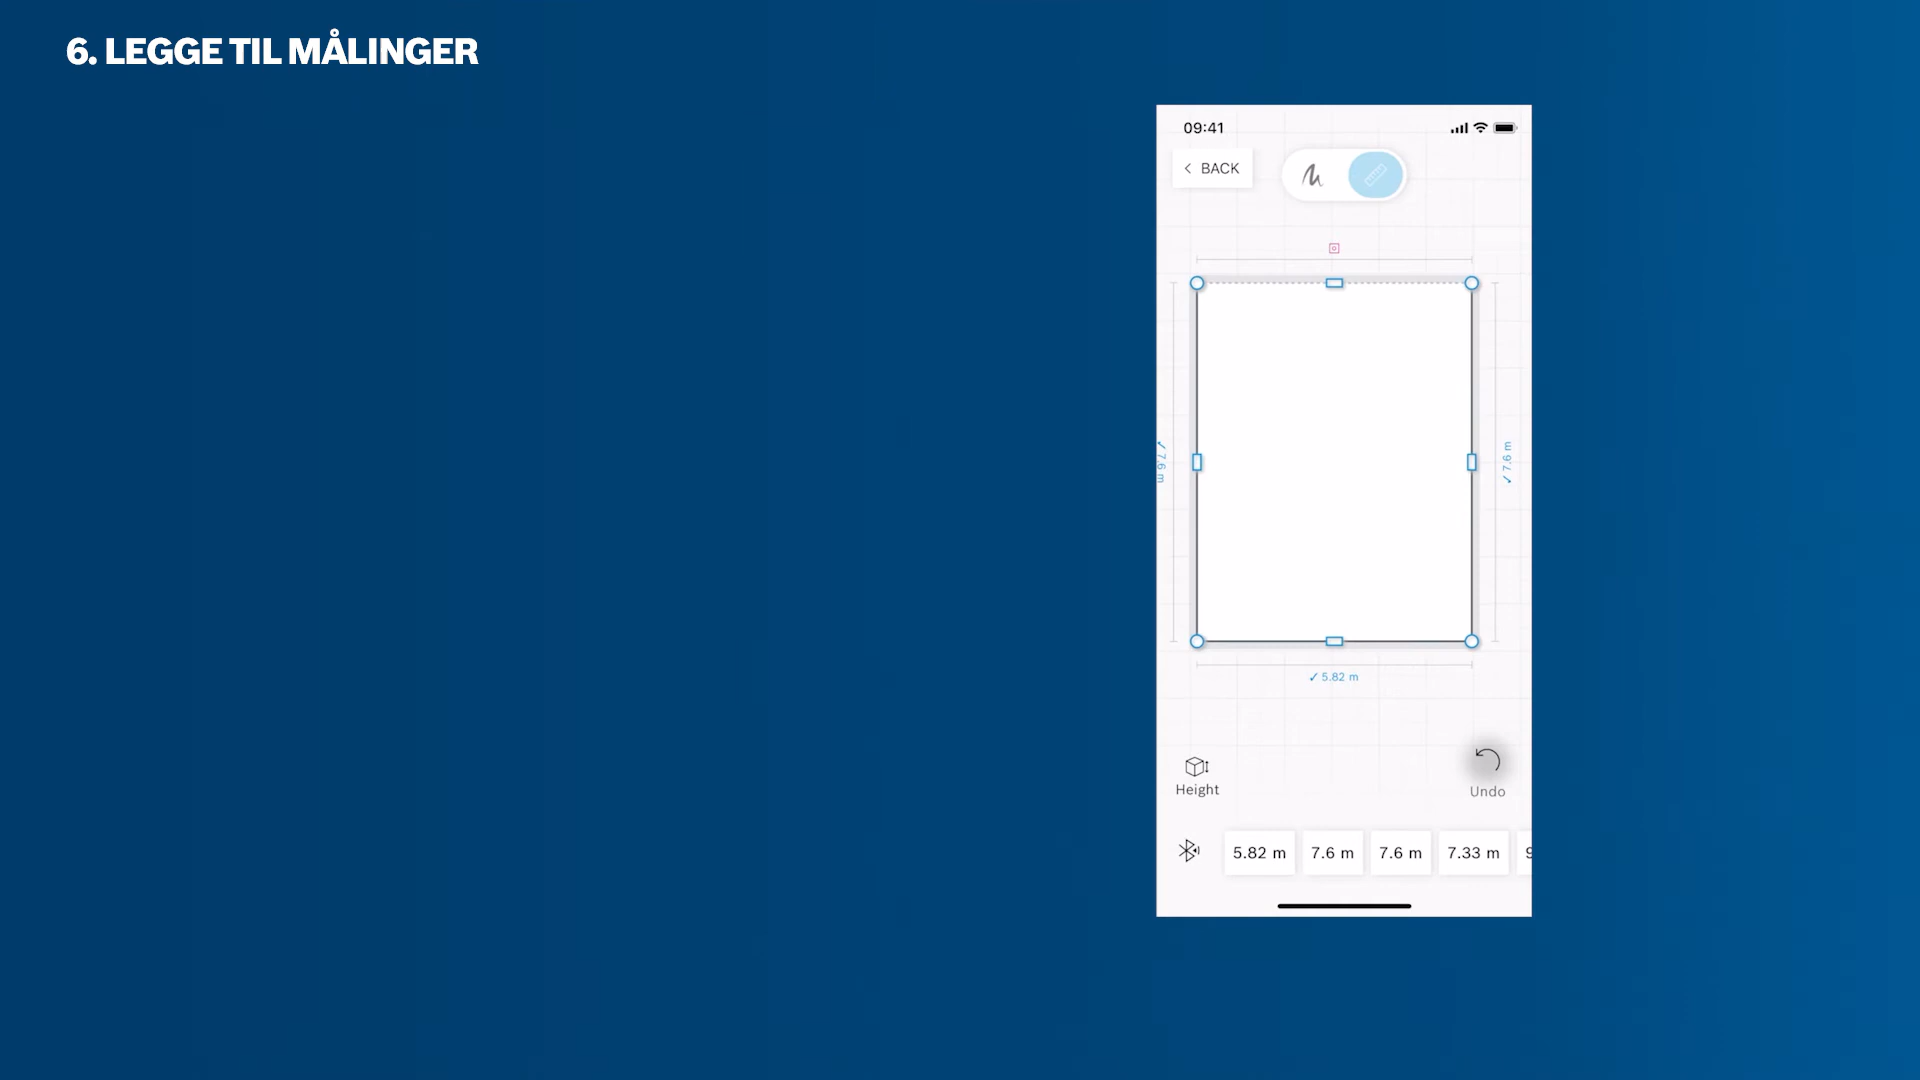 6. LEGGE TIL MÅLINGER
09:41
BACK
✓ 7.6 m
✓ 7.6 m
✓ 5.82 m
Height
Undo
5.82 m
7.6 m
7.6 m
7.33 m